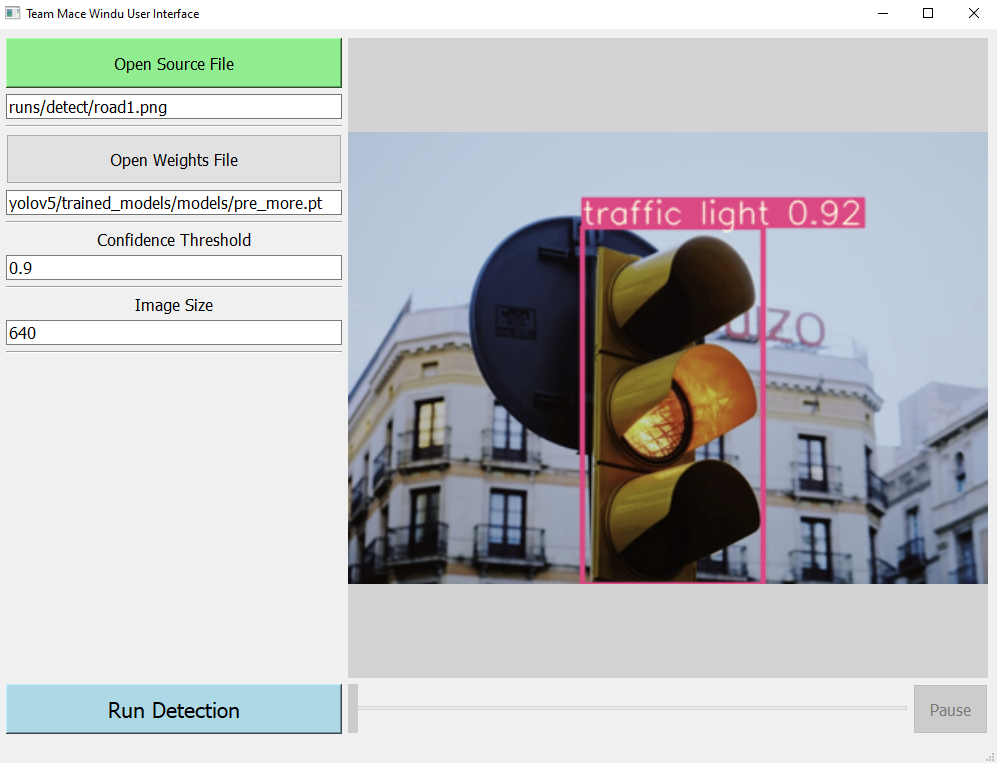 Team Mace Windu User Interface
Open Source File
runs/detect/road1.png
Open Weights File
yolov5/trained_models/models/pre_more.pt
Confidence Threshold
0.9
Image Size
640
Run Detection
traffic light 0.92
Pause